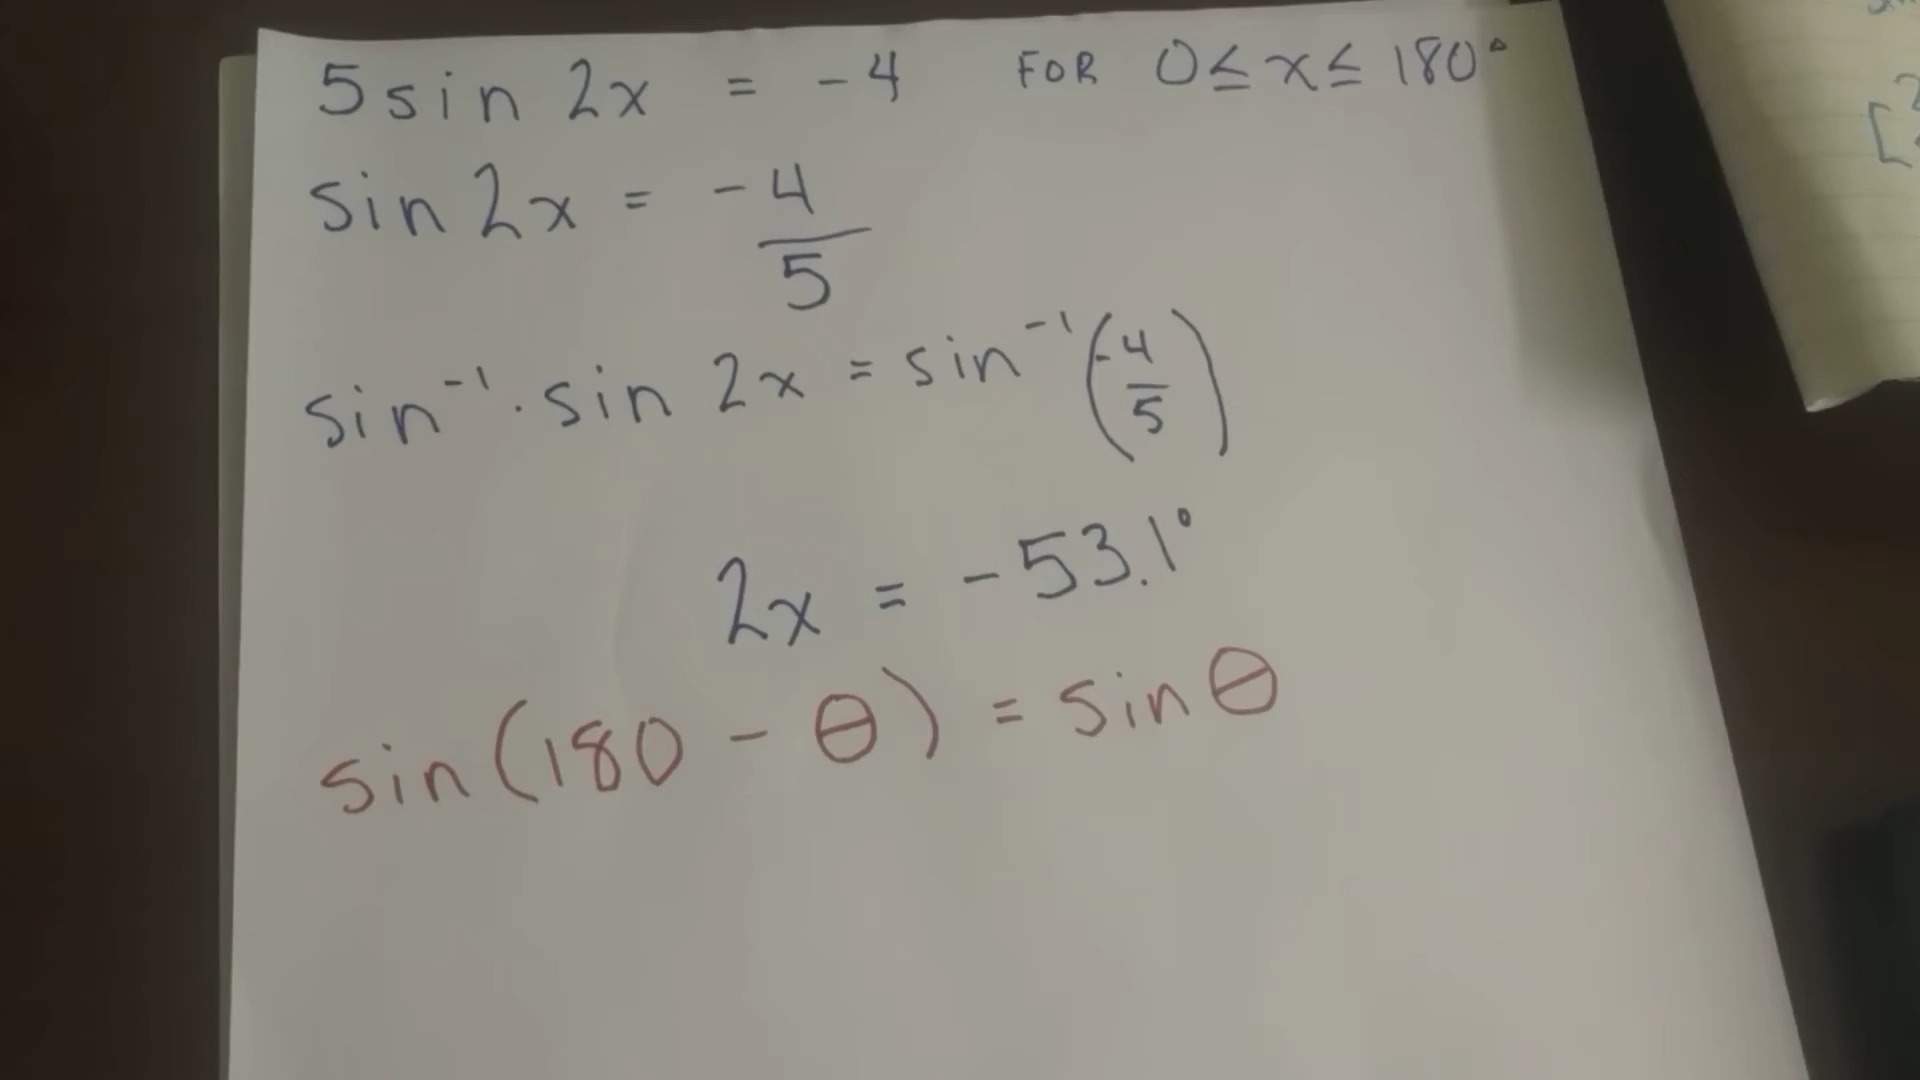 5 sin 2x = -4 FOR 0 ≤ x ≤ 180°
sin 2x = -4/5
sin⁻¹ · sin 2x = sin⁻¹(-4/5)
2x = -53.1°
sin(180 - θ) = sin θ